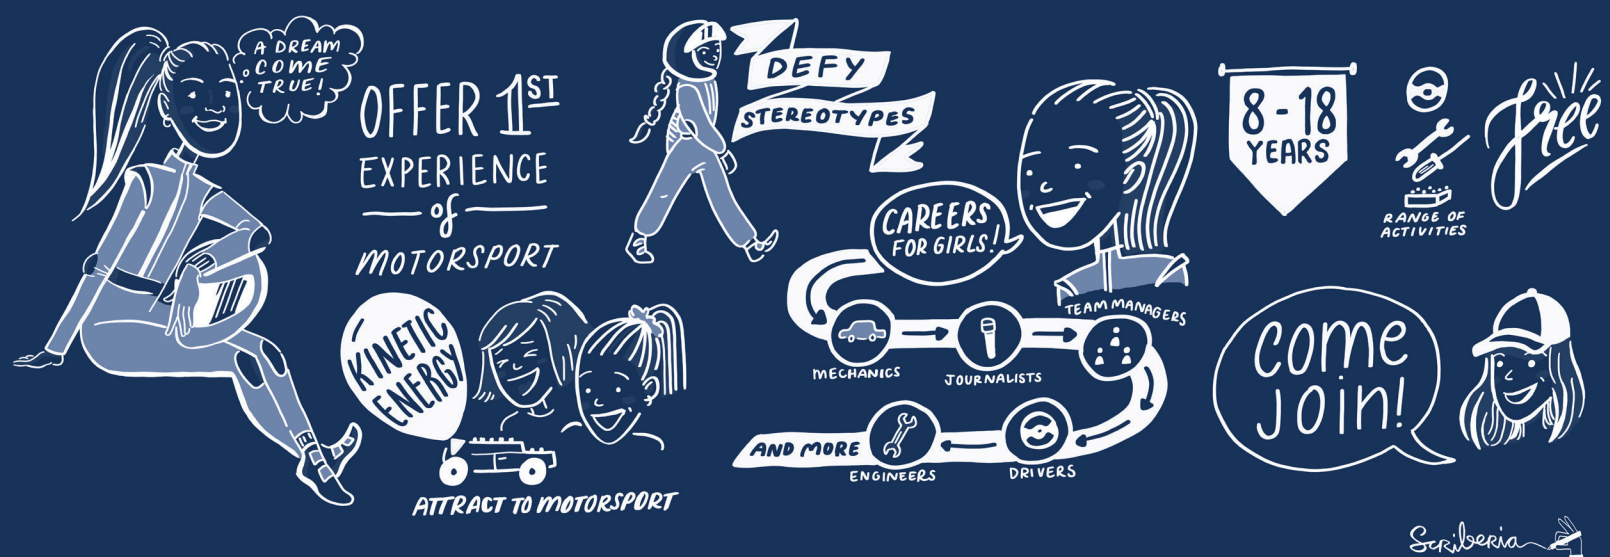 A DREAM
COME
TRUE!
OFFER 1ST
EXPERIENCE
of
MOTORSPORT
KINETIC
ENERGY
ATTRACT TO MOTORSPORT
11
DEFY
STEREOTYPES
CAREERS
FOR GIRLS!
MECHANICS
JOURNALISTS
TEAM MANAGERS
DRIVERS
ENGINEERS
AND MORE
8-18
YEARS
RANGE OF
ACTIVITIES
Free
COME
JOIN!
Scriberia